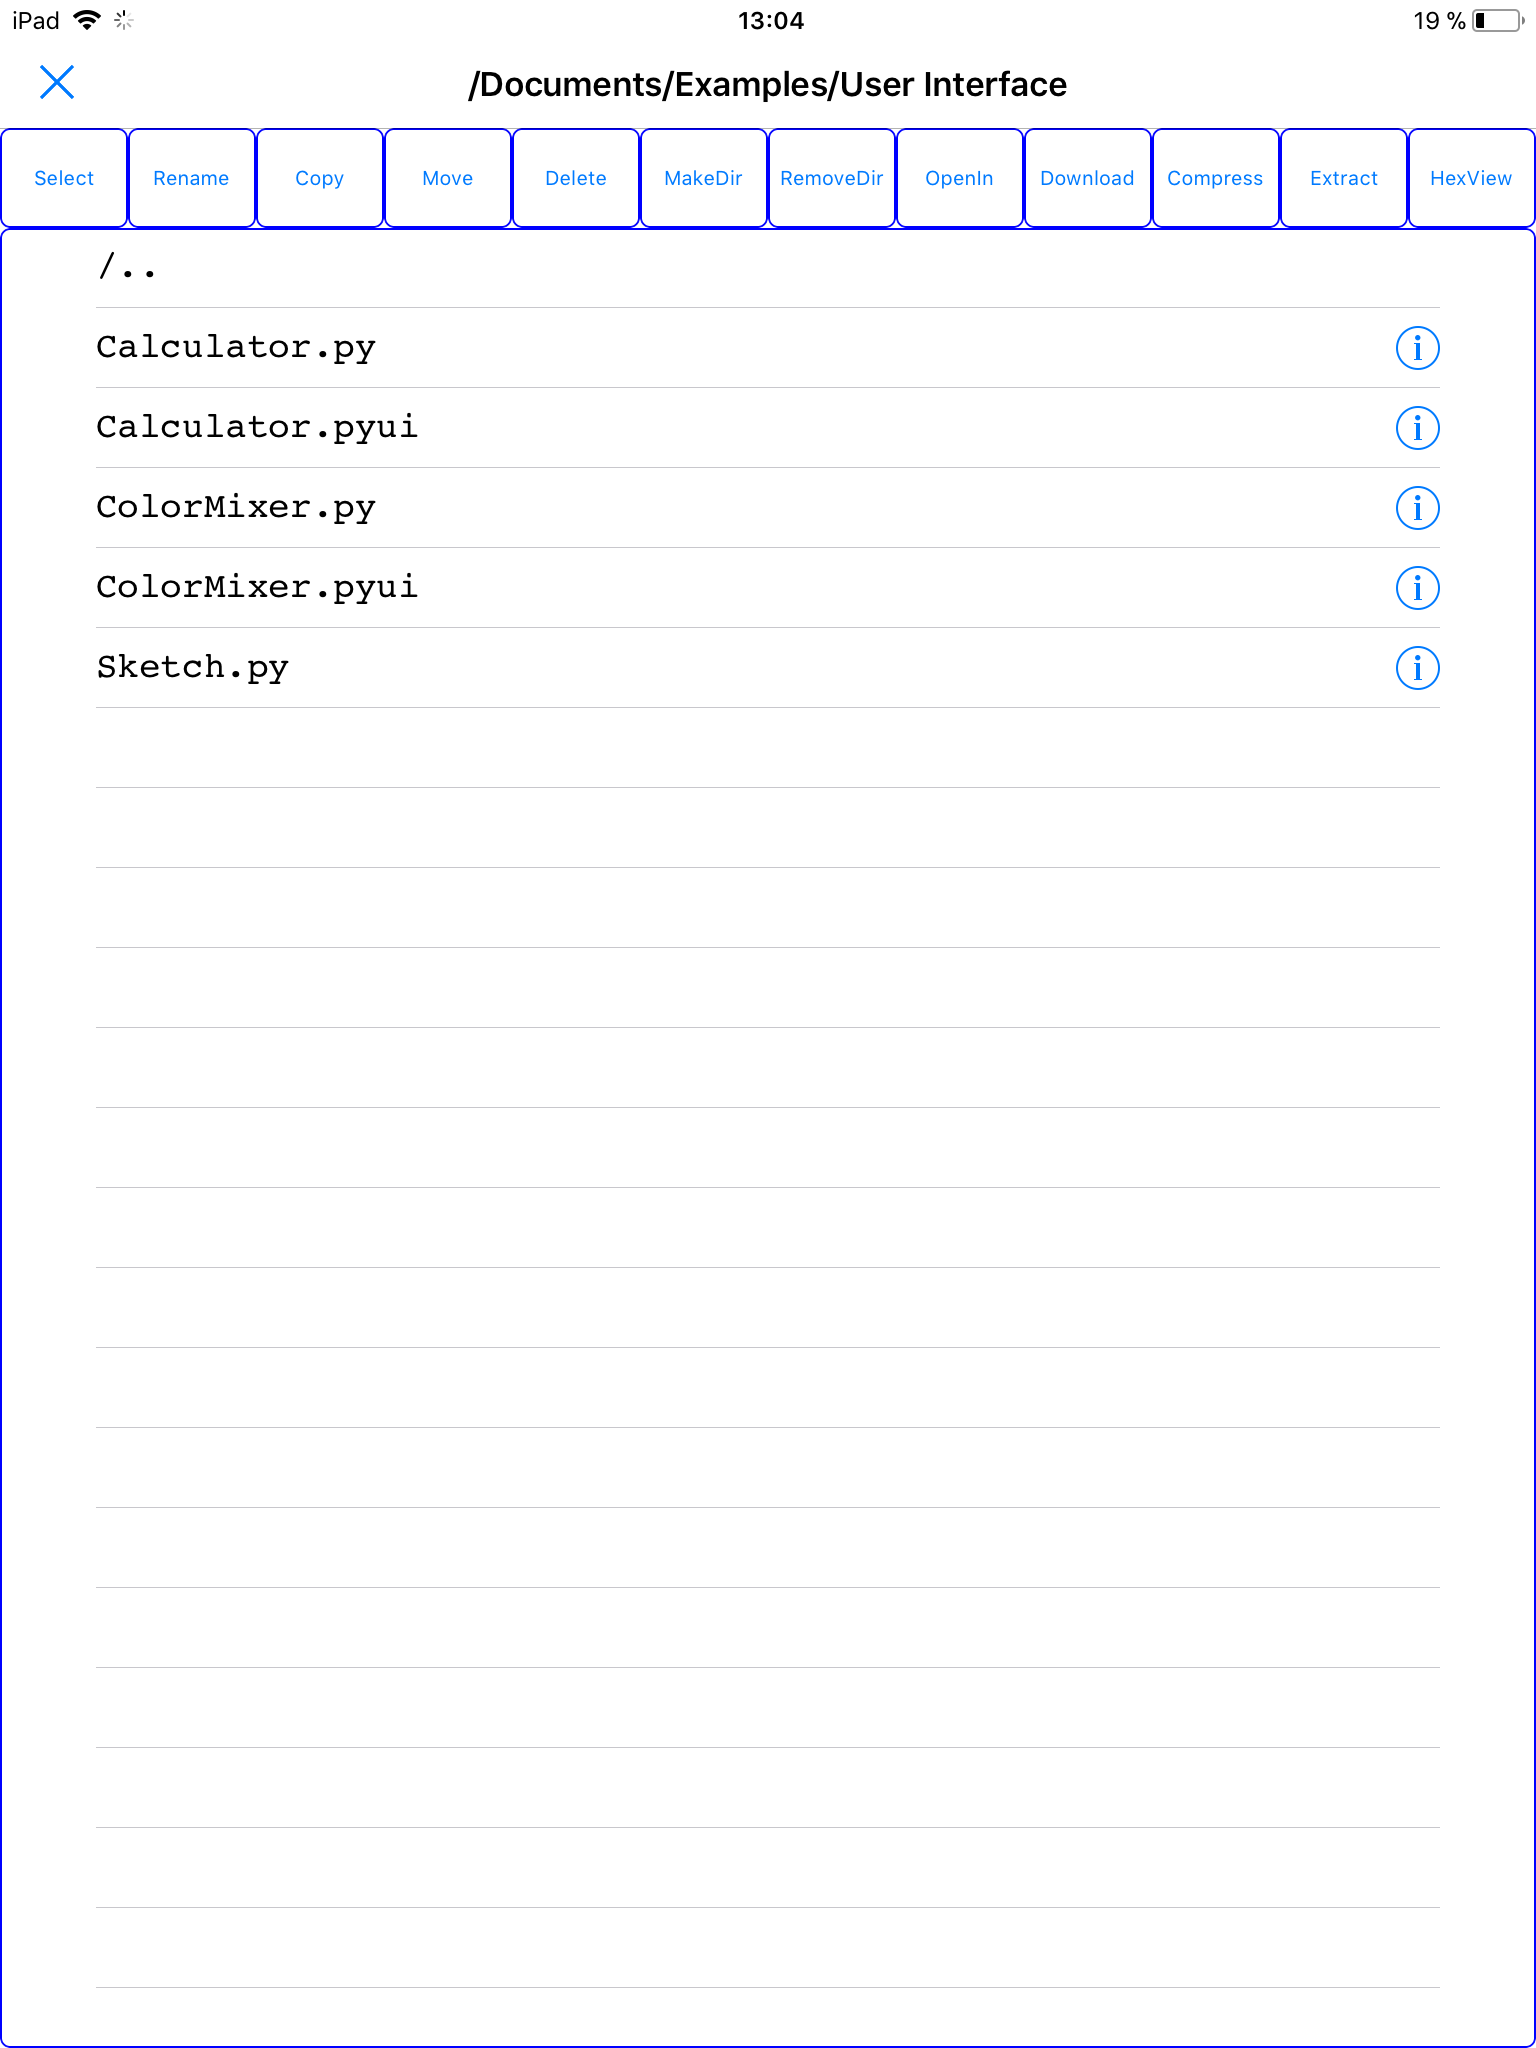 iPad 13:04 19 %
/Documents/Examples/User Interface
Select Rename Copy Move Delete MakeDir RemoveDir OpenIn Download Compress Extract HexView
/..
Calculator.py
Calculator.pyui
ColorMixer.py
ColorMixer.pyui
Sketch.py